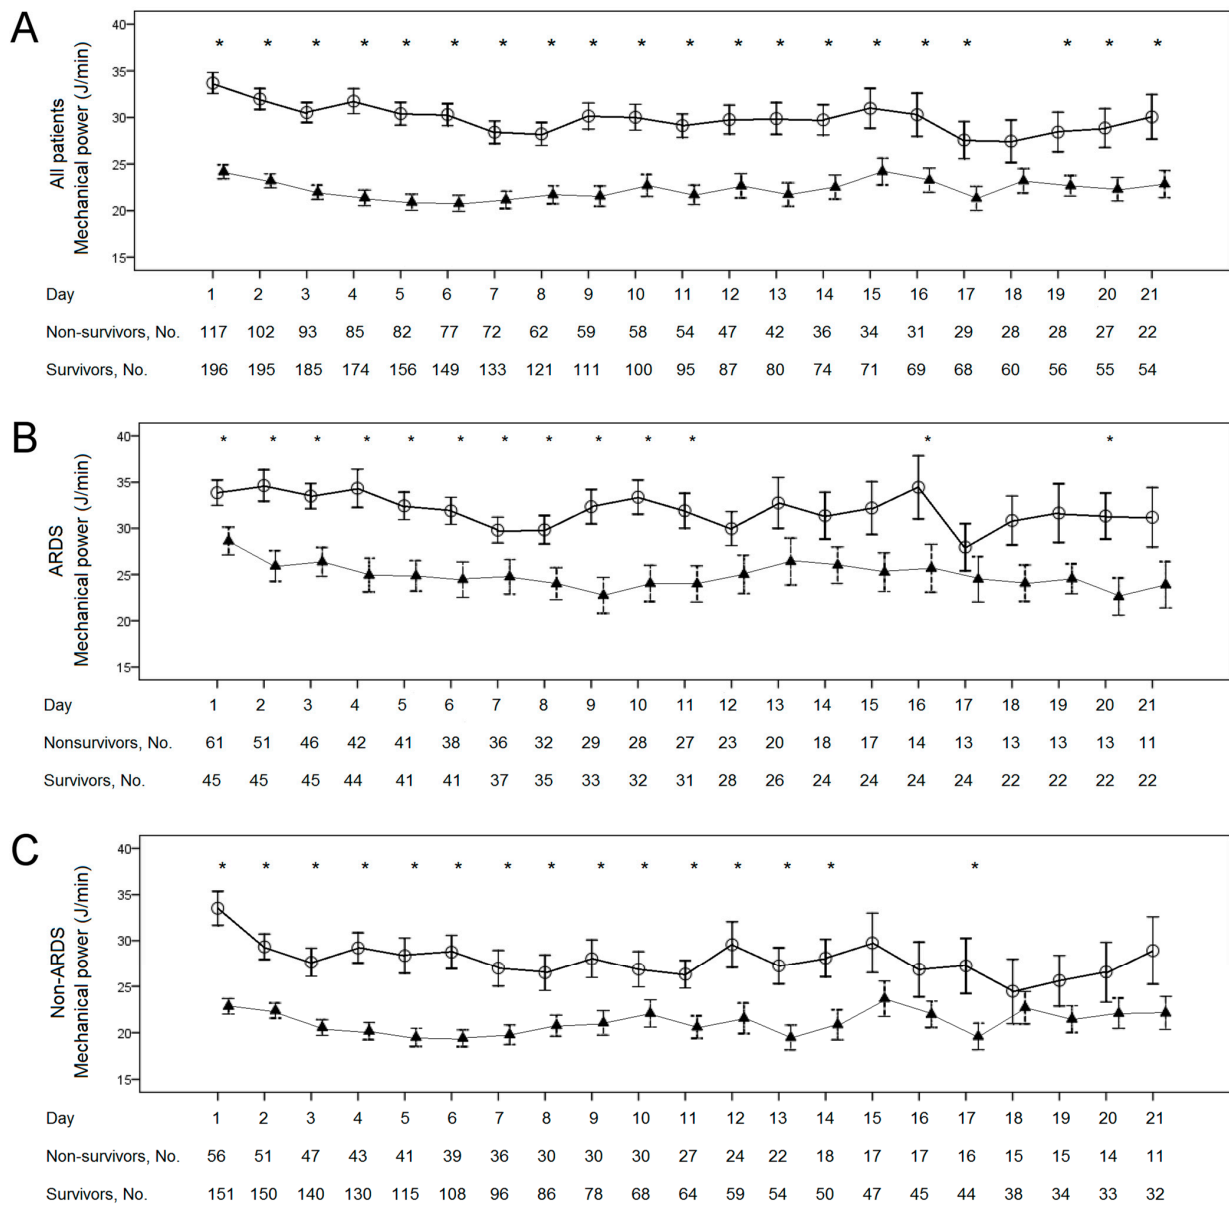 A
All patients
Mechanical power (J/min)
40
35
30
25
20
15
* * * * * * * * * * * * * * * * * * * *
Day 1 2 3 4 5 6 7 8 9 10 11 12 13 14 15 16 17 18 19 20 21
Non-survivors, No. 117 102 93 85 82 77 72 62 59 58 54 47 42 36 34 31 29 28 28 27 22
Survivors, No. 196 195 185 174 156 149 133 121 111 100 95 87 80 74 71 69 68 60 56 55 54
B
ARDS
Mechanical power (J/min)
40
35
30
25
20
15
* * * * * * * * * * * * *
Day 1 2 3 4 5 6 7 8 9 10 11 12 13 14 15 16 17 18 19 20 21
Nonsurvivors, No. 61 51 46 42 41 38 36 32 29 28 27 23 20 18 17 14 13 13 13 13 11
Survivors, No. 45 45 45 44 41 41 37 35 33 32 31 28 26 24 24 24 24 22 22 22 22
C
Non-ARDS
Mechanical power (J/min)
40
35
30
25
20
15
* * * * * * * * * * * * * * *
Day 1 2 3 4 5 6 7 8 9 10 11 12 13 14 15 16 17 18 19 20 21
Non-survivors, No. 56 51 47 43 41 39 36 30 30 30 27 24 22 18 17 17 16 15 15 14 11
Survivors, No. 151 150 140 130 115 108 96 86 78 68 64 59 54 50 47 45 44 38 34 33 32